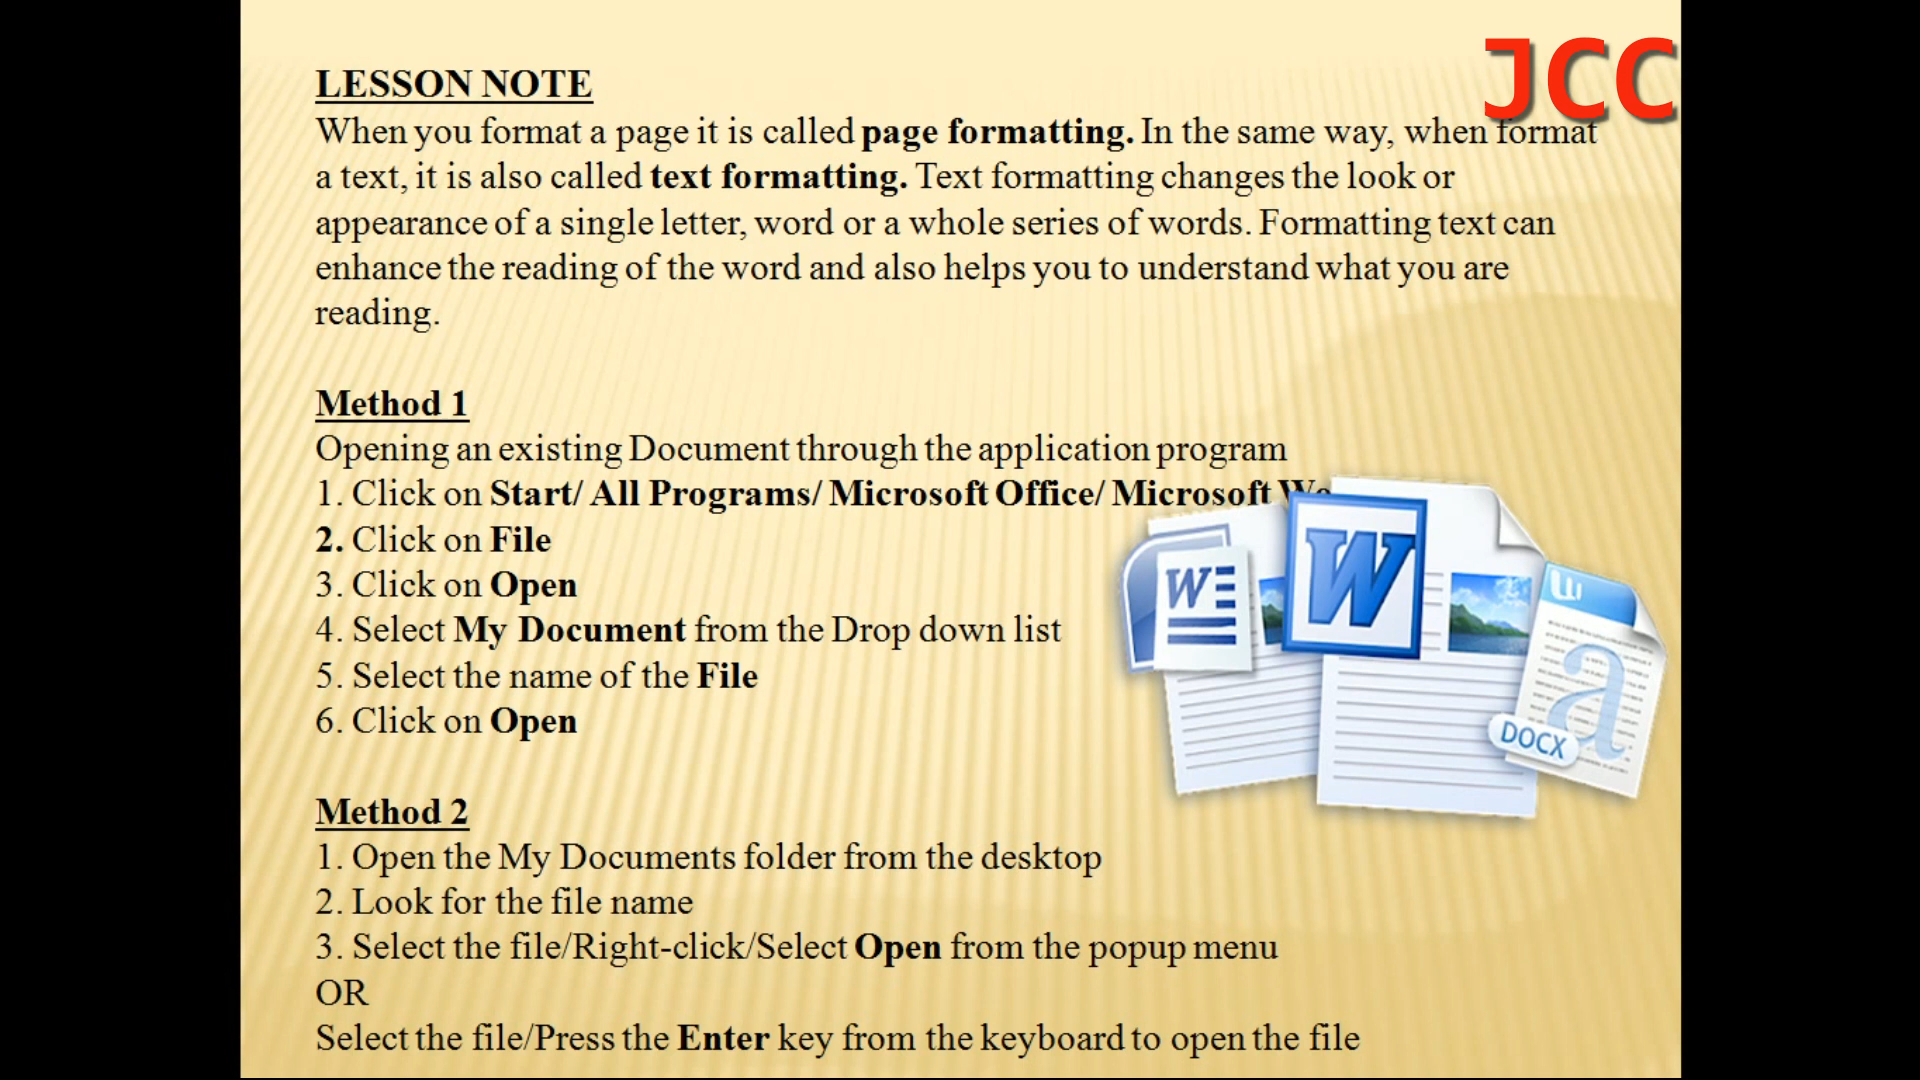 JCC
LESSON NOTE
When you format a page it is called page formatting. In the same way, when format
a text, it is also called text formatting. Text formatting changes the look or
appearance of a single letter, word or a whole series of words. Formatting text can
enhance the reading of the word and also helps you to understand what you are
reading.
Method 1
Opening an existing Document through the application program
1. Click on Start/ All Programs/ Microsoft Office/ Microsoft
2. Click on File
3. Click on Open
4. Select My Document from the Drop down list
5. Select the name of the File
6. Click on Open
W
W
DOCX
Method 2
1. Open the My Documents folder from the desktop
2. Look for the file name
3. Select the file/Right-click/Select Open from the popup menu
OR
Select the file/Press the Enter key from the keyboard to open the file